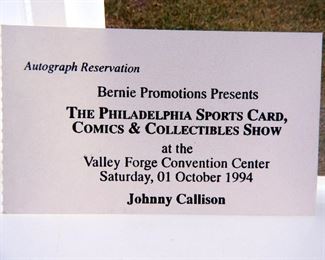 Autograph Reservation
Bernie Promotions Presents
THE PHILADELPHIA SPORTS CARD,
COMICS & COLLECTIBLES SHOW
at the
Valley Forge Convention Center
Saturday, 01 October 1994
Johnny Callison